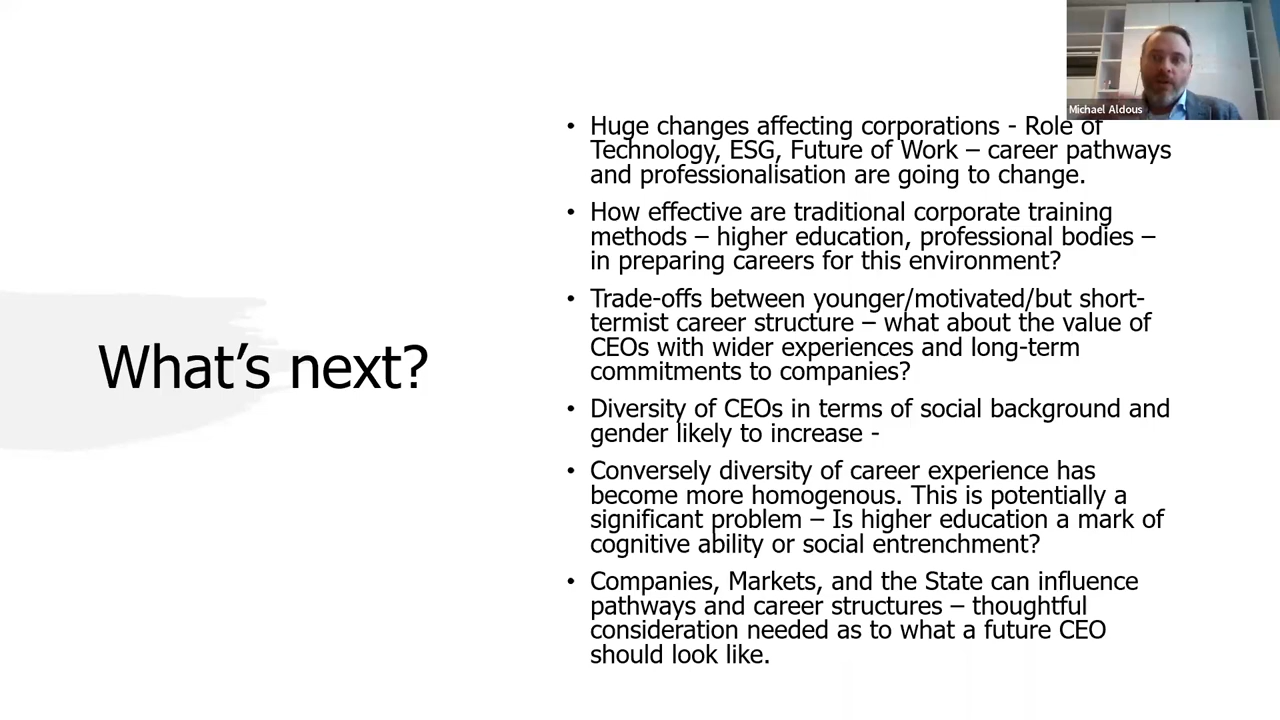 Michael Aldous
What's next?
• Huge changes affecting corporations - Role of
Technology, ESG, Future of Work – career pathways
and professionalisation are going to change.
• How effective are traditional corporate training
methods – higher education, professional bodies –
in preparing careers for this environment?
• Trade-offs between younger/motivated/but short-
termist career structure – what about the value of
CEOs with wider experiences and long-term
commitments to companies?
• Diversity of CEOs in terms of social background and
gender likely to increase -
• Conversely diversity of career experience has
become more homogenous. This is potentially a
significant problem – Is higher education a mark of
cognitive ability or social entrenchment?
• Companies, Markets, and the State can influence
pathways and career structures – thoughtful
consideration needed as to what a future CEO
should look like.